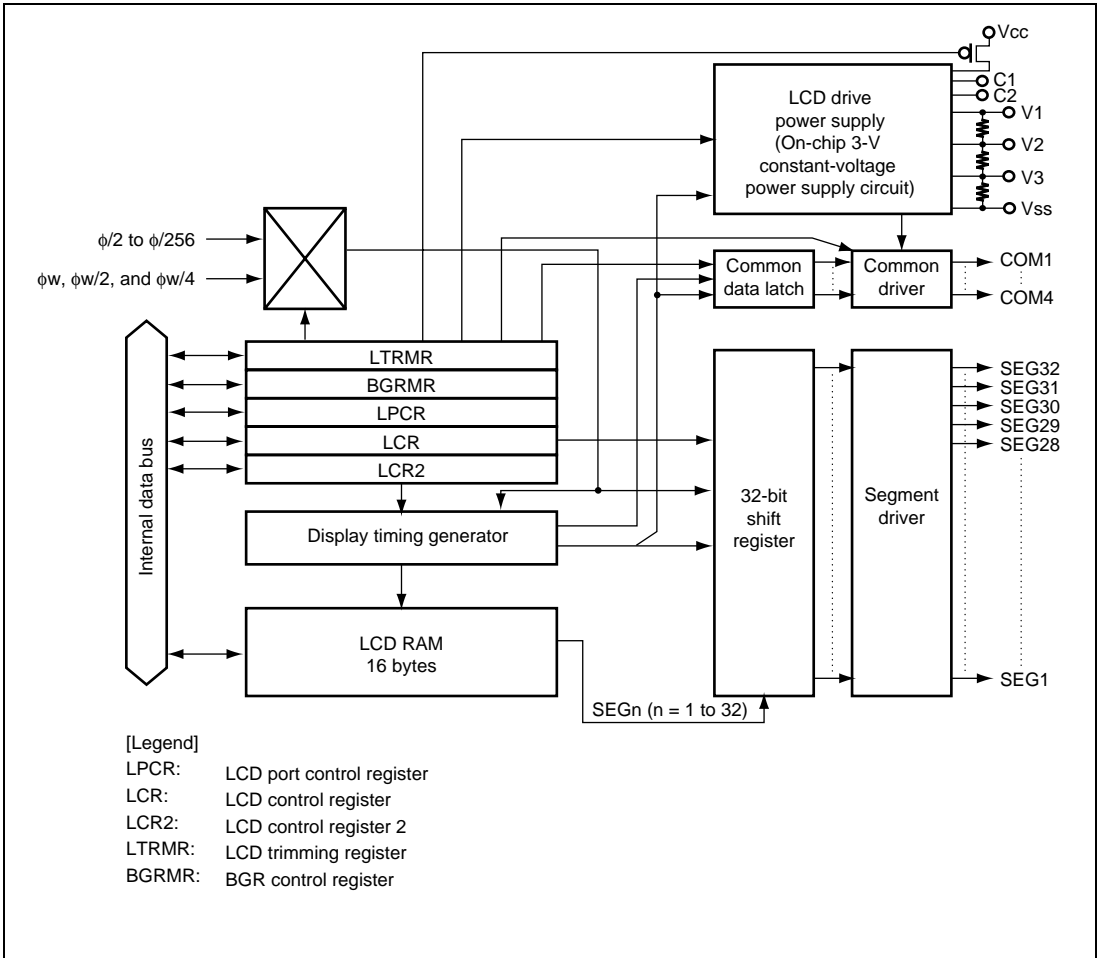 Vcc
C1
C2
LCD drive
power supply
(On-chip 3-V
constant-voltage
power supply circuit)
V1
V2
V3
Vss
ϕ/2 to ϕ/256
ϕw, ϕw/2, and ϕw/4
Common
data latch
Common
driver
COM1
COM4
Internal data bus
LTRMR
BGRMR
LPCR
LCR
LCR2
Display timing generator
LCD RAM
16 bytes
32-bit
shift
register
Segment
driver
SEG32
SEG31
SEG30
SEG29
SEG28
SEG1
SEGn (n = 1 to 32)
[Legend]
LPCR: LCD port control register
LCR: LCD control register
LCR2: LCD control register 2
LTRMR: LCD trimming register
BGRMR: BGR control register